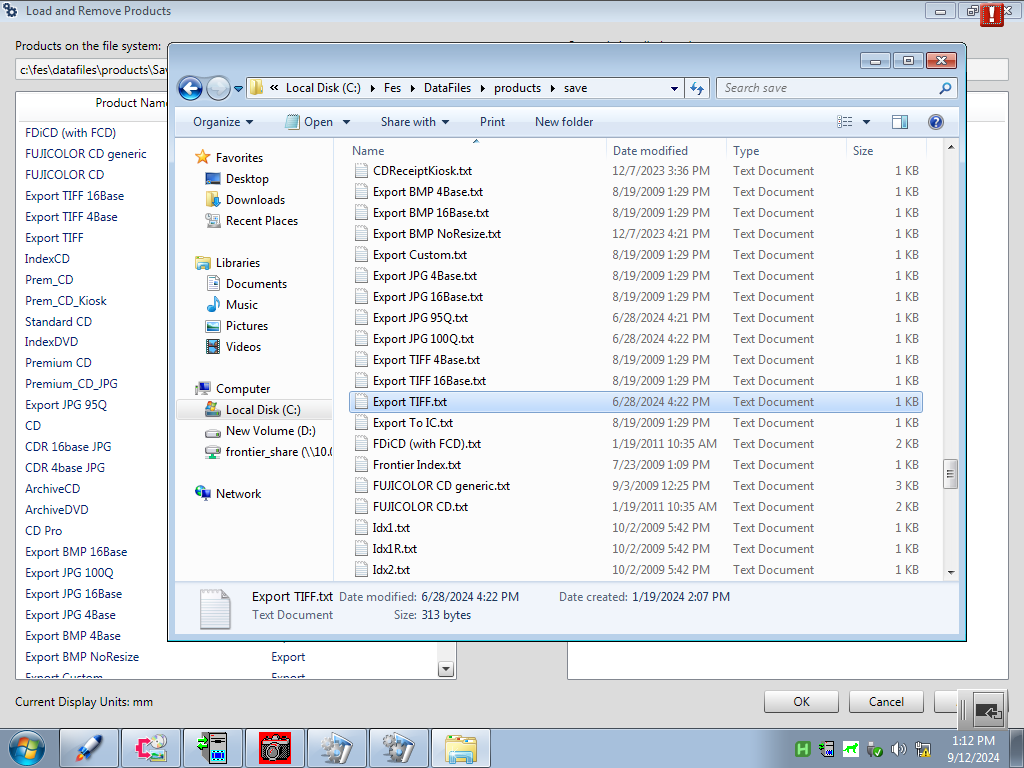 Load and Remove Products
Products on the file system:
c:\fes\datafiles\products\Sav
Product Name
FDiCD (with FCD)
FUJICOLOR CD generic
FUJICOLOR CD
Export TIFF 16Base
Export TIFF 4Base
Export TIFF
IndexCD
Prem_CD
Prem_CD_Kiosk
Standard CD
IndexDVD
Premium CD
Premium_CD_JPG
Export JPG 95Q
CD
CDR 16base JPG
CDR 4base JPG
ArchiveCD
ArchiveDVD
CD Pro
Export BMP 16Base
Export JPG 100Q
Export JPG 16Base
Export JPG 4Base
Export BMP 4Base
Export BMP NoResize Export
Export Custom Export
Current Display Units: mm
OK Cancel
« Local Disk (C:) Fes DataFiles products save
Search save
Organize Open Share with Print New folder
Favorites
Desktop
Downloads
Recent Places
Libraries
Documents
Music
Pictures
Videos
Computer
Local Disk (C:)
New Volume (D:)
frontier_share (\\10.0
Network
Name Date modified Type Size
CDReceiptKiosk.txt 12/7/2023 3:36 PM Text Document 1 KB
Export BMP 4Base.txt 8/19/2009 1:29 PM Text Document 1 KB
Export BMP 16Base.txt 8/19/2009 1:29 PM Text Document 1 KB
Export BMP NoResize.txt 12/7/2023 4:21 PM Text Document 1 KB
Export Custom.txt 8/19/2009 1:29 PM Text Document 1 KB
Export JPG 4Base.txt 8/19/2009 1:29 PM Text Document 1 KB
Export JPG 16Base.txt 8/19/2009 1:29 PM Text Document 1 KB
Export JPG 95Q.txt 6/28/2024 4:21 PM Text Document 1 KB
Export JPG 100Q.txt 6/28/2024 4:22 PM Text Document 1 KB
Export TIFF 4Base.txt 8/19/2009 1:29 PM Text Document 1 KB
Export TIFF 16Base.txt 8/19/2009 1:29 PM Text Document 1 KB
Export TIFF.txt 6/28/2024 4:22 PM Text Document 1 KB
Export To IC.txt 8/19/2009 1:29 PM Text Document 1 KB
FDiCD (with FCD).txt 1/19/2011 10:35 AM Text Document 2 KB
Frontier Index.txt 7/23/2009 1:09 PM Text Document 1 KB
FUJICOLOR CD generic.txt 9/3/2009 12:25 PM Text Document 3 KB
FUJICOLOR CD.txt 1/19/2011 10:35 AM Text Document 2 KB
Idx1.txt 10/2/2009 5:42 PM Text Document 1 KB
Idx1R.txt 10/2/2009 5:42 PM Text Document 1 KB
Idx2.txt 10/2/2009 5:42 PM Text Document 1 KB
Export TIFF.txt Date modified: 6/28/2024 4:22 PM Date created: 1/19/2024 2:07 PM
Text Document Size: 313 bytes
H
1:12 PM
9/12/2024